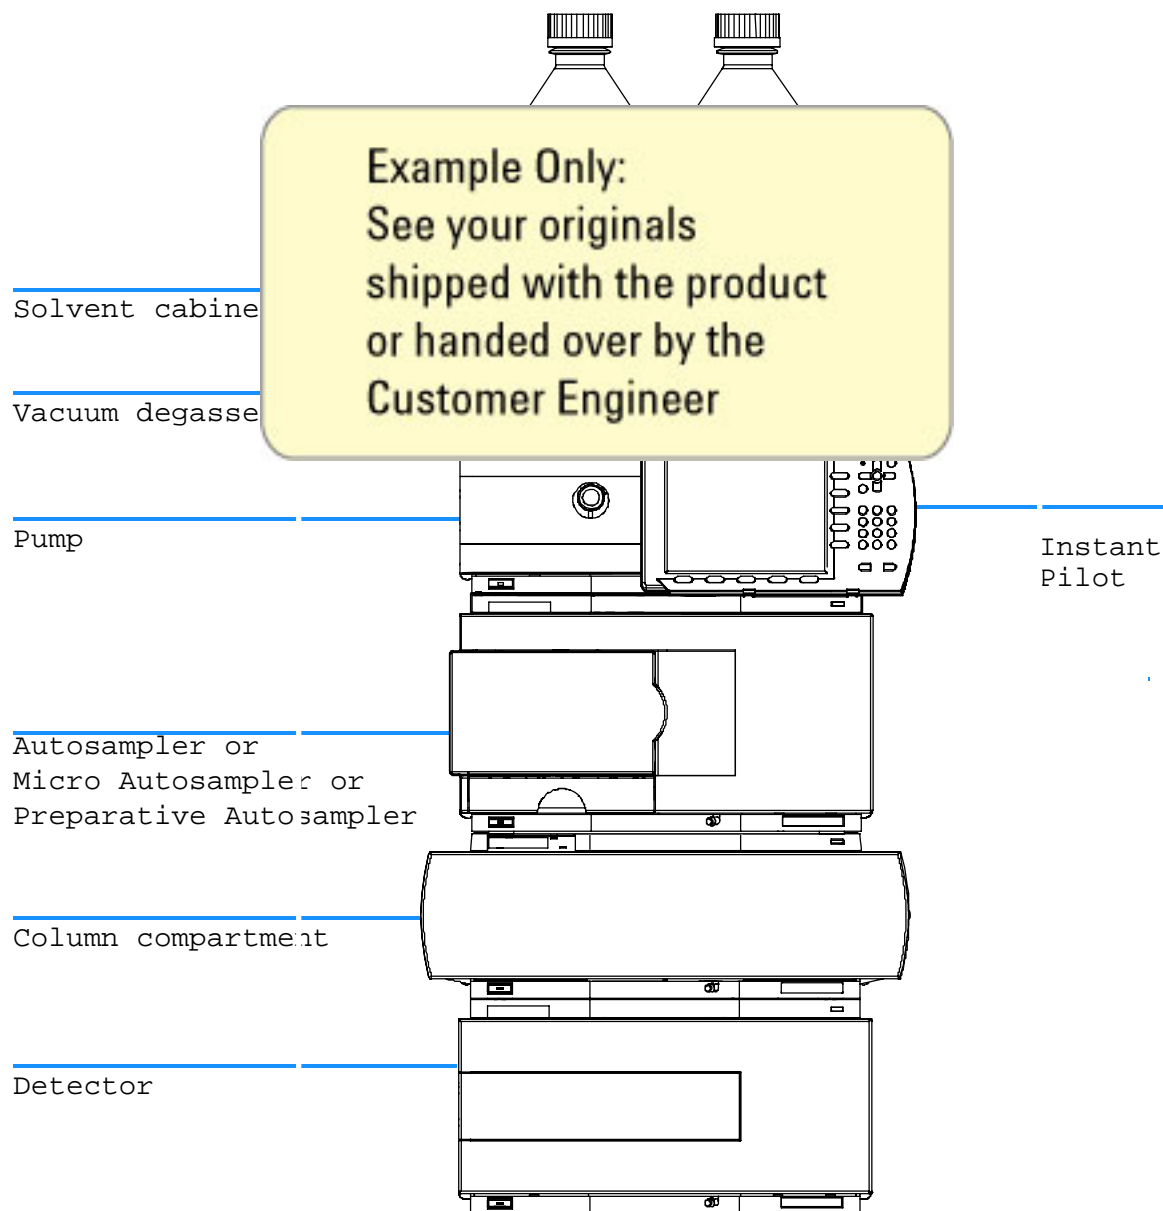 Example Only:
See your originals
shipped with the product
or handed over by the
Customer Engineer
Solvent cabine
Vacuum degasse
Pump
Instant
Pilot
Autosampler or
Micro Autosampler or
Preparative Autosampler
Column compartment
Detector